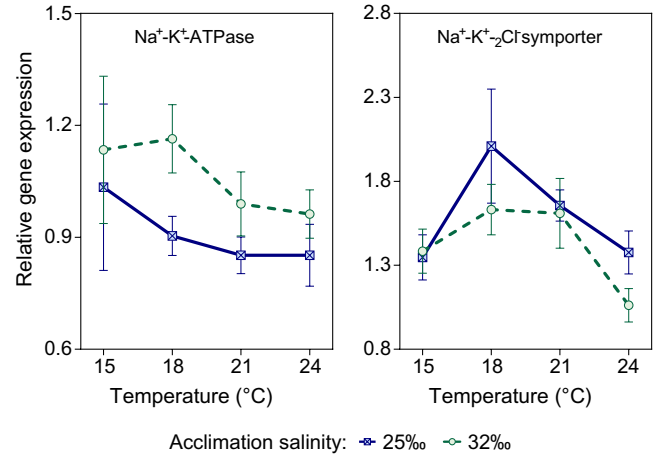 Na⁺-K⁺-ATPase
Na⁺-K⁺-₂Cl⁻symporter
Relative gene expression
1.5
1.2
0.9
0.6
2.8
2.3
1.8
1.3
0.8
15 18 21 24
15 18 21 24
Temperature (°C)
Temperature (°C)
Acclimation salinity: 25‰ 32‰